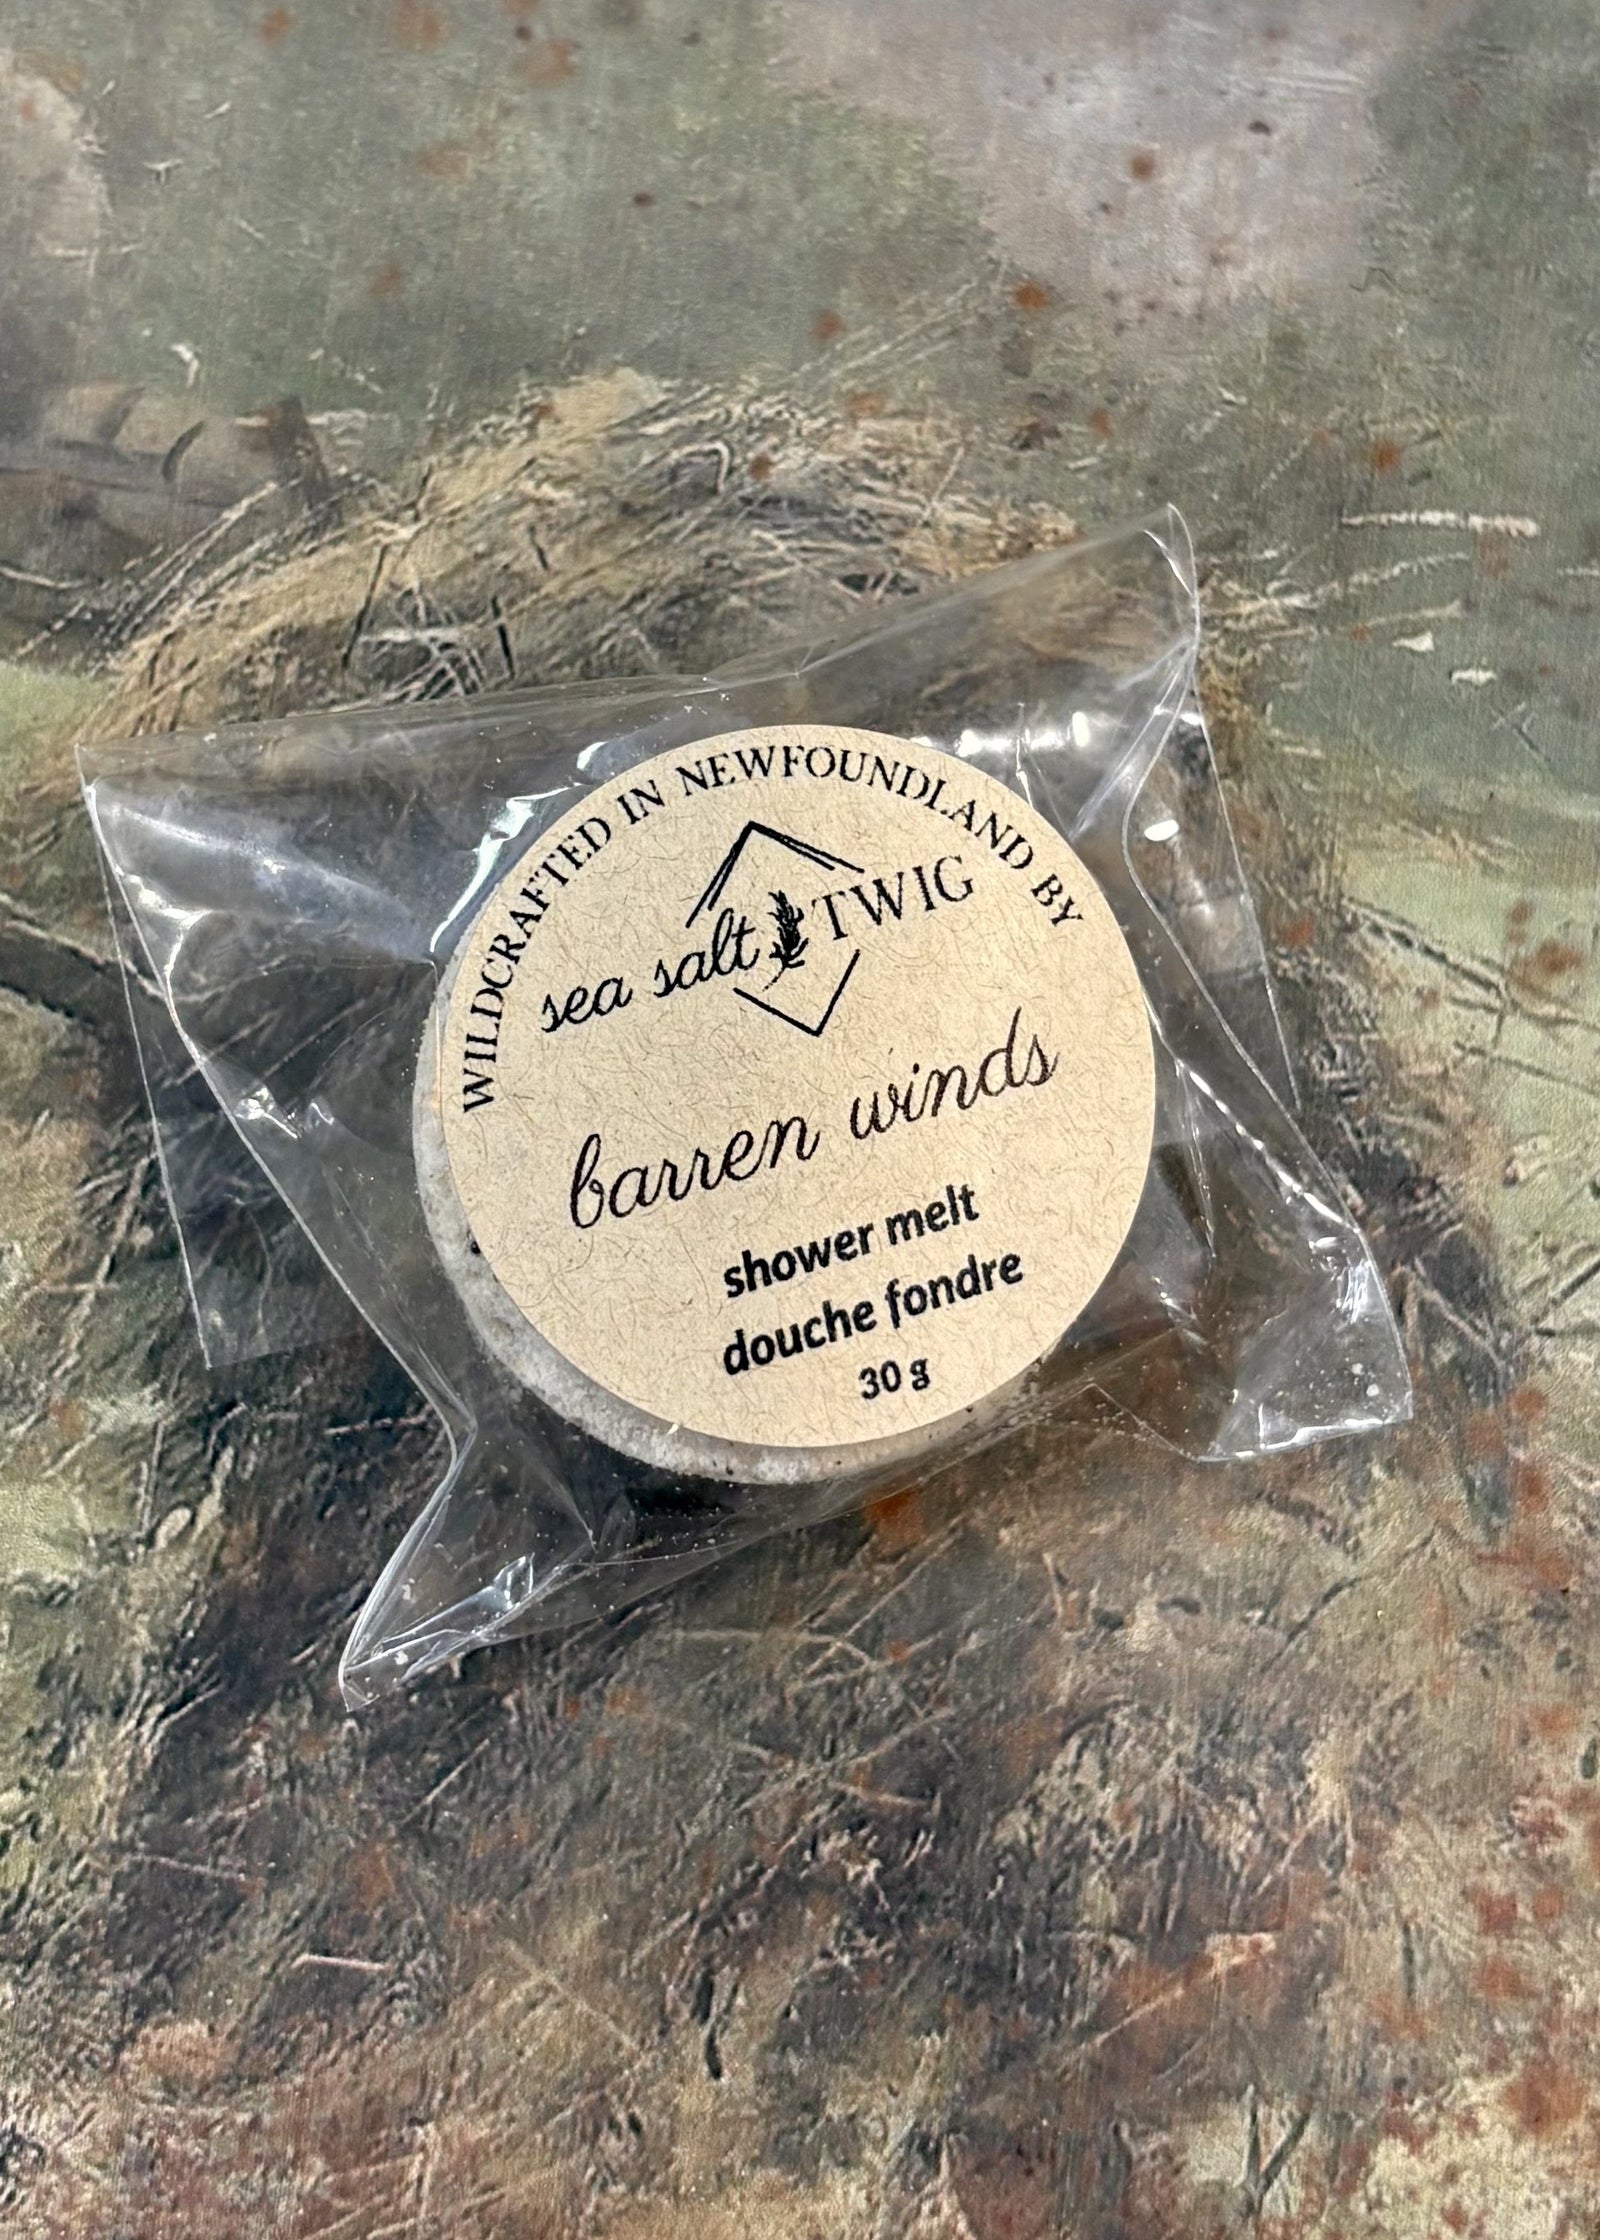 WILDCRAFTED IN NEWFOUNDLAND BY
sea salt TWIG
barren winds
shower melt
douche fondre
30 g